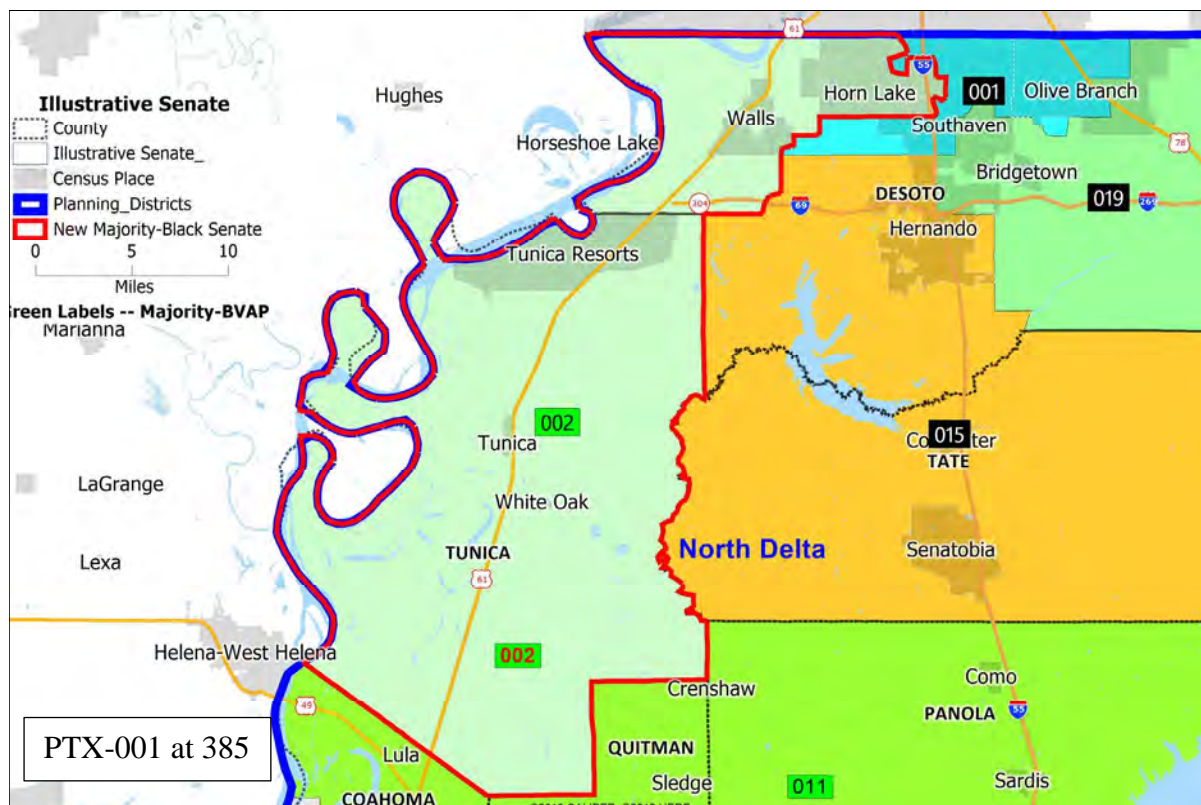 Illustrative Senate
County
Illustrative Senate_
Census Place
Planning_Districts
New Majority-Black Senate
0 5 10
Miles
Green Labels -- Majority-BVAP
Marianna
Hughes
Horseshoe Lake
61
Walls
Horn Lake
55
001
Olive Branch
Southaven
78
Bridgetown
304
69
DESOTO
019
269
Hernando
Tunica Resorts
002
Tunica
015
TATE
LaGrange
White Oak
North Delta
Senatobia
Lexa
TUNICA
61
Helena-West Helena
002
Crenshaw
Como
49
PANOLA
55
Lula
QUITMAN
PTX-001 at 385
Sledge
011
Sardis
COAHOMA